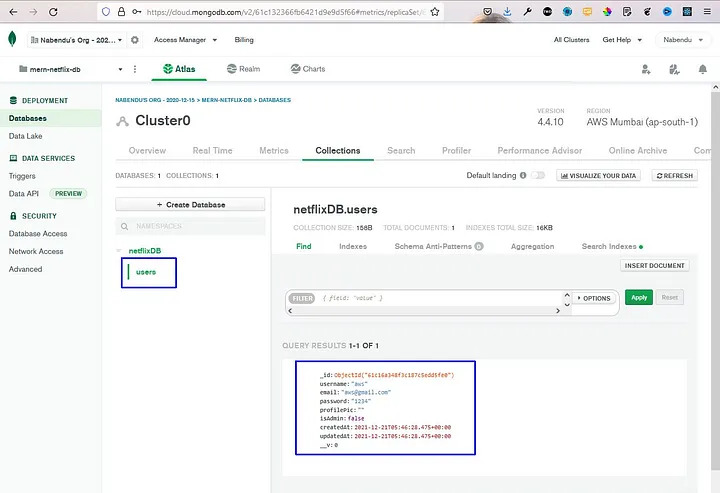 https://cloud.mongodb.com/v2/61c132366fb6421d9e9d5f66#metrics/replicaSet/
Nabendu's Org - 202... Access Manager Billing All Clusters Get Help Nabendu
mern-netflix-db Atlas Realm Charts
DEPLOYMENT
Databases
Data Lake
DATA SERVICES
Triggers
Data API PREVIEW
SECURITY
Database Access
Network Access
Advanced
NABENDU'S ORG - 2020-12-15 > MERN-NETFLIX-DB > DATABASES
Cluster0
VERSION
4.4.10
REGION
AWS Mumbai (ap-south-1)
Overview Real Time Metrics Collections Search Profiler Performance Advisor Online Archive Com
DATABASES: 1 COLLECTIONS: 1 Default landing VISUALIZE YOUR DATA REFRESH
+ Create Database
NAMESPACES
netflixDB
users
netflixDB.users
COLLECTION SIZE: 158B TOTAL DOCUMENTS: 1 INDEXES TOTAL SIZE: 16KB
Find Indexes Schema Anti-Patterns 0 Aggregation Search Indexes
INSERT DOCUMENT
FILTER { field: 'value' } OPTIONS Apply Reset
QUERY RESULTS 1-1 OF 1
_id: ObjectId("61c16a348f3c187c5edd5fe0")
username: "aws"
email: "aws@gmail.com"
password: "1234"
profilePic: ""
isAdmin: false
createdAt: 2021-12-21T05:46:28.475+00:00
updatedAt: 2021-12-21T05:46:28.475+00:00
__v: 0